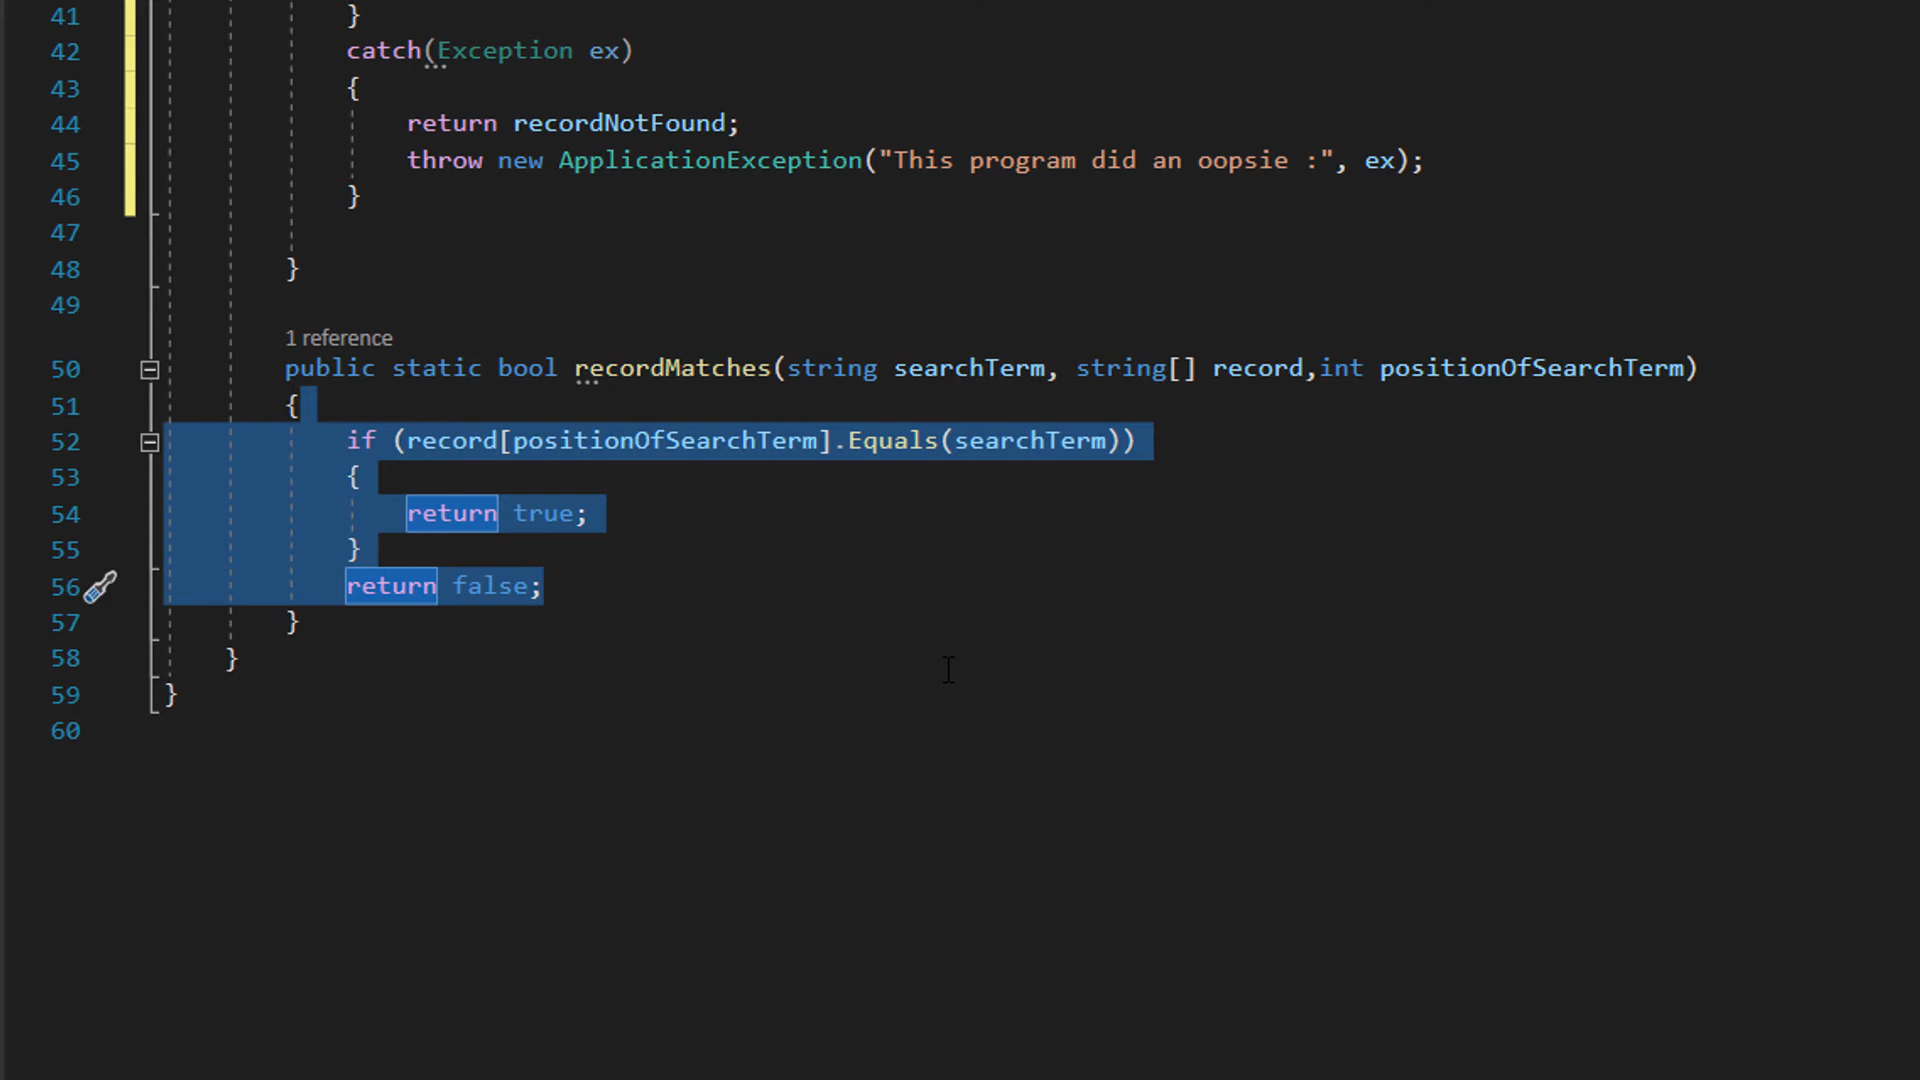 41 }
42 catch(Exception ex)
43 {
44 return recordNotFound;
45 throw new ApplicationException("This program did an oopsie :", ex);
46 }
47
48 }
49
1 reference
50 public static bool recordMatches(string searchTerm, string[] record,int positionOfSearchTerm)
51 {
52 if (record[positionOfSearchTerm].Equals(searchTerm))
53 {
54 return true;
55 }
56 return false;
57 }
58 }
59 }
60